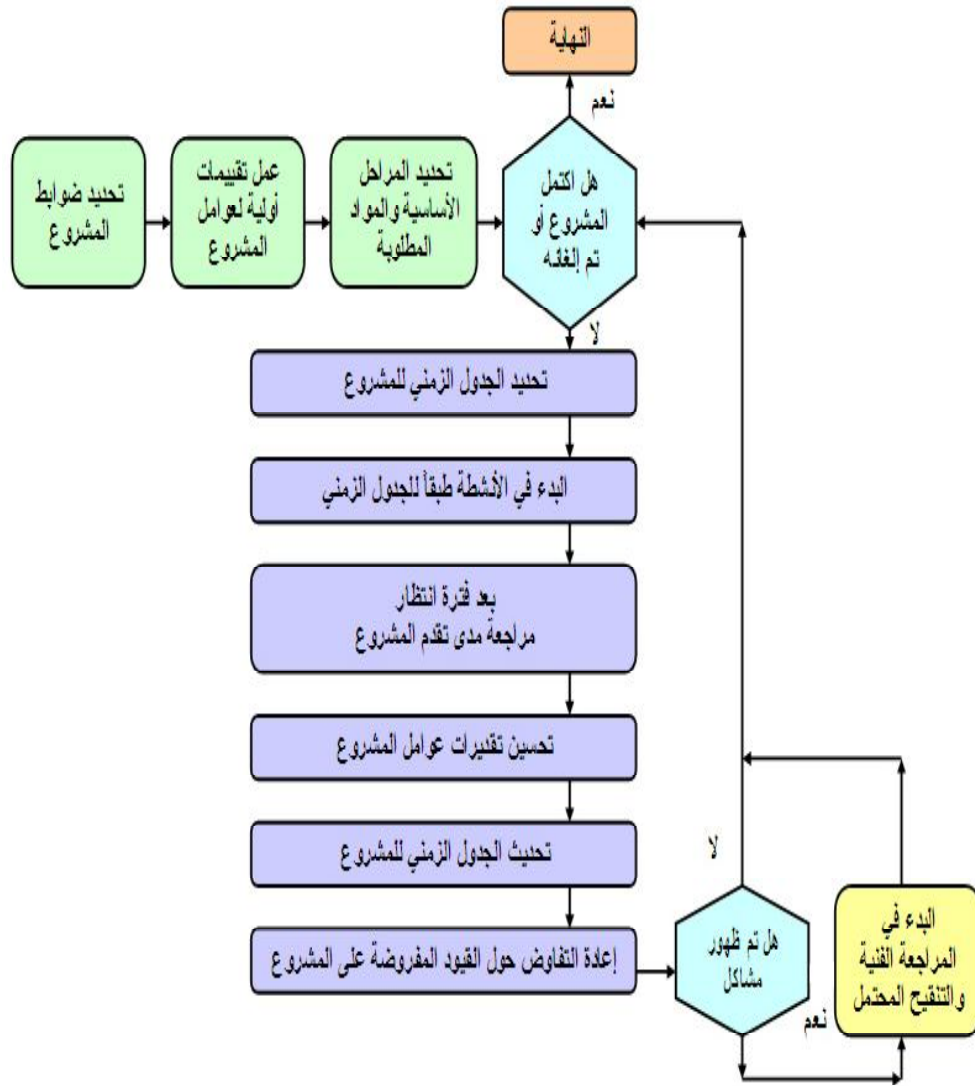 النهاية
نعم
تحديد ضوابط
المشروع
عمل تقييمات
أولية لعوامل
المشروع
تحديد المراحل
الأساسية والمواد
المطلوبة
هل اكتمل
المشروع أو
تم إلغائه
لا
تحديد الجدول الزمني للمشروع
البدء في الأنشطة طبقاً للجدول الزمني
بعد فترة انتظار
مراجعة مدى تقدم المشروع
تحسين تقديرات عوامل المشروع
تحديث الجدول الزمني للمشروع
إعادة التفاوض حول القيود المفروضة على المشروع
هل تم ظهور
مشاكل
لا
نعم
البدء في
المراجعة الفنية
والتنقيح المحتمل